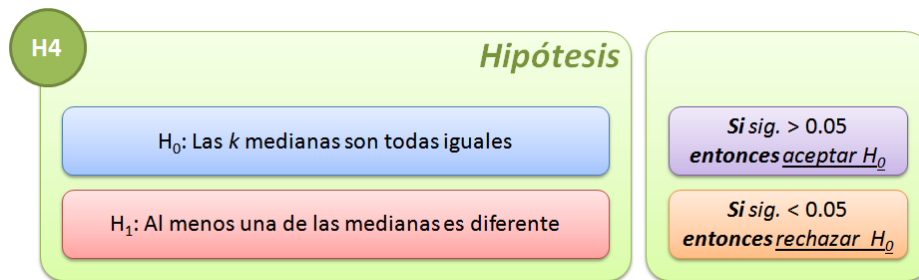 H4
Hipótesis
H₀: Las k medianas son todas iguales
Si sig. > 0.05
entonces aceptar H₀
H₁: Al menos una de las medianas es diferente
Si sig. < 0.05
entonces rechazar H₀